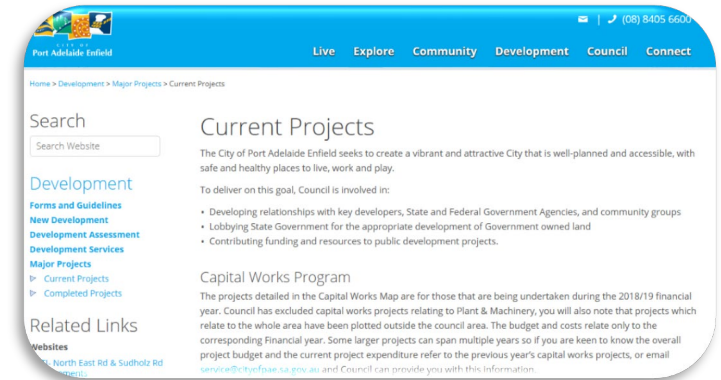 CITY OF
Port Adelaide Enfield
(08) 8405 6600
Live Explore Community Development Council Connect
Home > Development > Major Projects > Current Projects
Search
Search Website
Development
Forms and Guidelines
New Development
Development Assessment
Development Services
Major Projects
Current Projects
Completed Projects
Related Links
Websites
North East Rd & Sudholz Rd
Current Projects
The City of Port Adelaide Enfield seeks to create a vibrant and attractive City that is well-planned and accessible, with
safe and healthy places to live, work and play.
To deliver on this goal, Council is involved in:
• Developing relationships with key developers, State and Federal Government Agencies, and community groups
• Lobbying State Government for the appropriate development of Government owned land
• Contributing funding and resources to public development projects.
Capital Works Program
The projects detailed in the Capital Works Map are for those that are being undertaken during the 2018/19 financial
year. Council has excluded capital works projects relating to Plant & Machinery, you will also note that projects which
relate to the whole area have been plotted outside the council area. The budget and costs relate only to the
corresponding Financial year. Some larger projects can span multiple years so if you are keen to know the overall
project budget and the current project expenditure refer to the previous year's capital works projects, or email
service@cityofpae.sa.gov.au and Council can provide you with this information.